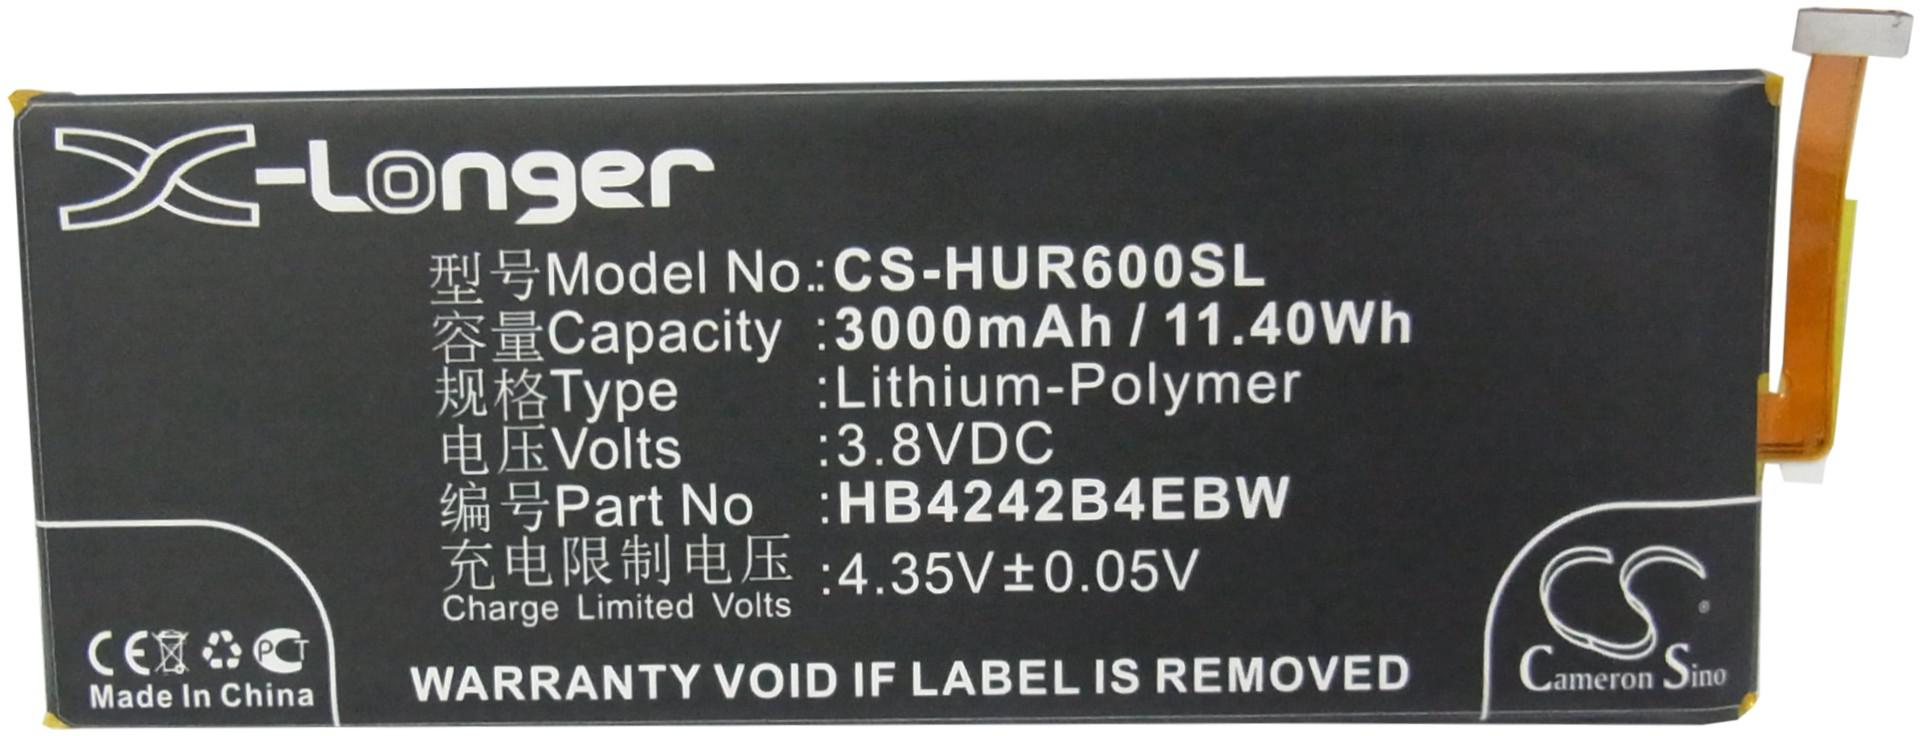 X-Longer
型号Model No.:CS-HUR600SL
容量Capacity :3000mAh / 11.40Wh
规格Type :Lithium-Polymer
电压Volts :3.8VDC
编号Part No :HB4242B4EBW
充电限制电压 :4.35V±0.05V
Charge Limited Volts
CE PCT
Made In China
WARRANTY VOID IF LABEL IS REMOVED
CS®
Cameron Sino